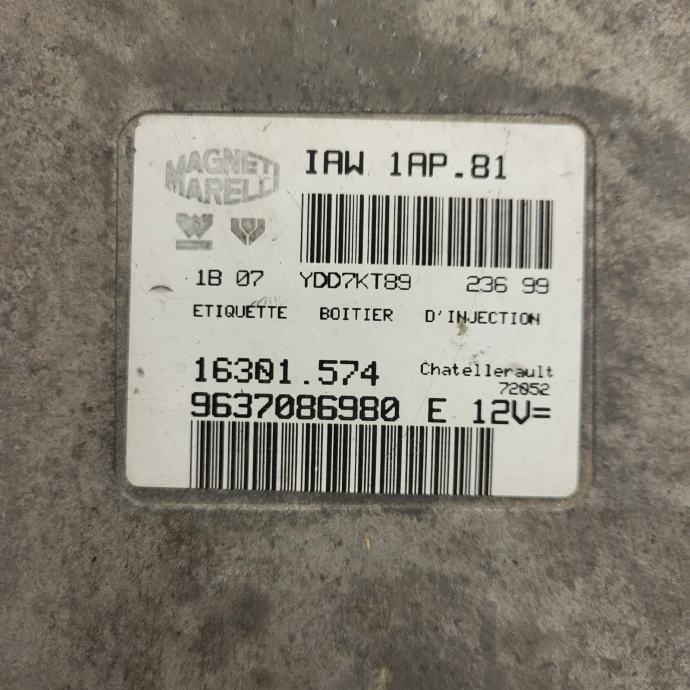 MAGNETI
MARELLI
IAW 1AP.81
1B 07 YDD7KT89 236 99
ETIQUETTE BOITIER D'INJECTION
16301.574 Chatellerault
72052
9637086980 E 12V=